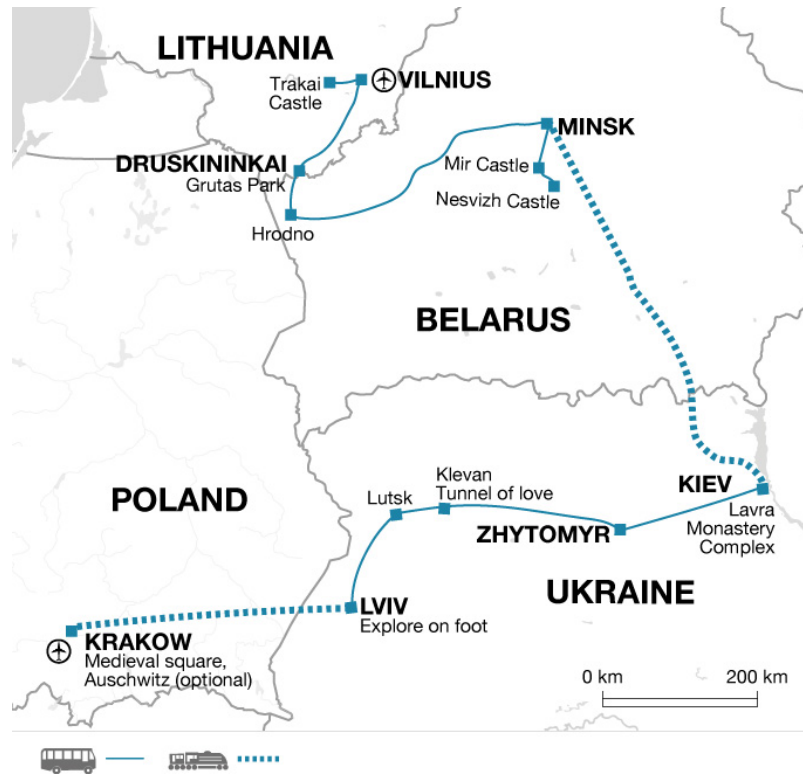 LITHUANIA
Trakai
Castle
VILNIUS
DRUSKININKAI
Grutas Park
Hrodno
MINSK
Mir Castle
Nesvizh Castle
BELARUS
POLAND
KIEV
Lavra
Monastery
Complex
Klevan
Tunnel of love
Lutsk
ZHYTOMYR
UKRAINE
LVIV
Explore on foot
KRAKOW
Medieval square,
Auschwitz (optional)
0 km 200 km